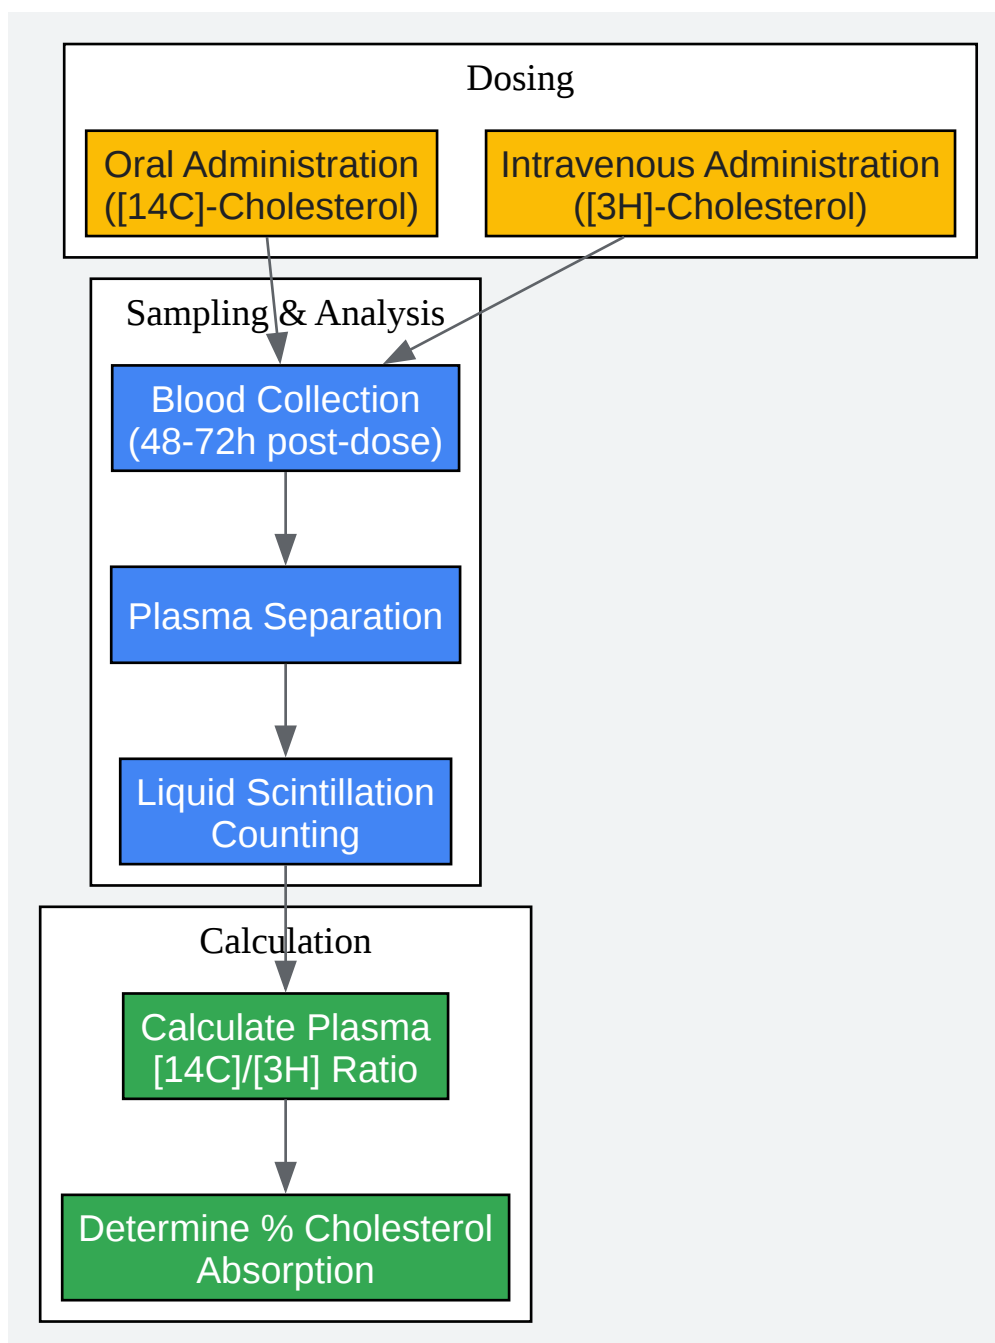 Dosing
Oral Administration
([14C]-Cholesterol)
Intravenous Administration
([3H]-Cholesterol)
Sampling & Analysis
Blood Collection
(48-72h post-dose)
Plasma Separation
Liquid Scintillation
Counting
Calculation
Calculate Plasma
[14C]/[3H] Ratio
Determine % Cholesterol
Absorption